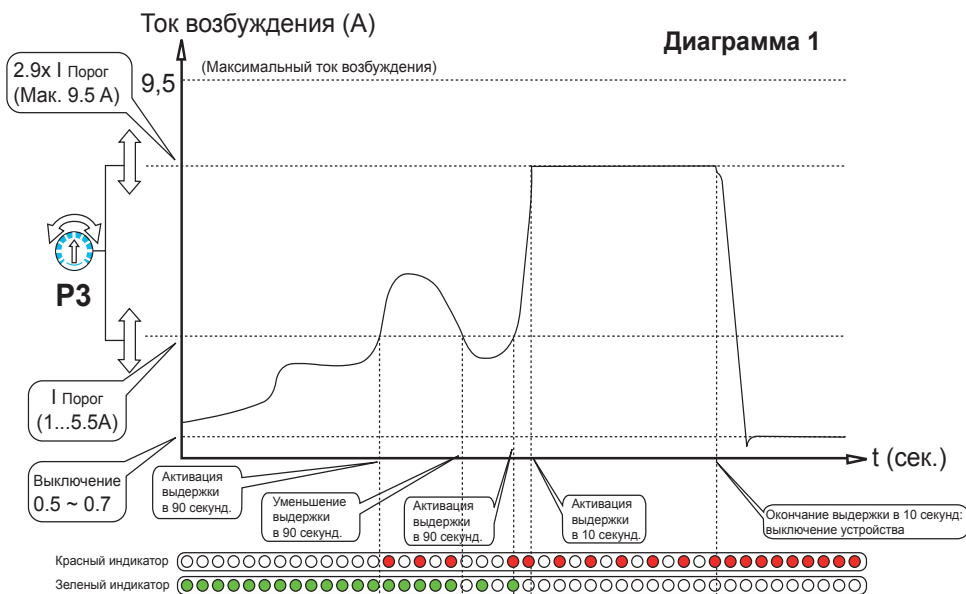 Ток возбуждения (А)
Диаграмма 1
(Максимальный ток возбуждения)
9,5
2.9x I Порог
(Мак. 9.5 А)
P3
I Порог
(1...5.5А)
Выключение
0.5 ~ 0.7
t (сек.)
Активация
выдержки
в 90 секунд.
Уменьшение
выдержки
в 90 секунд.
Активация
выдержки
в 90 секунд.
Активация
выдержки
в 10 секунд.
Окончание выдержки в 10 секунд:
выключение устройства
Красный индикатор
Зеленый индикатор